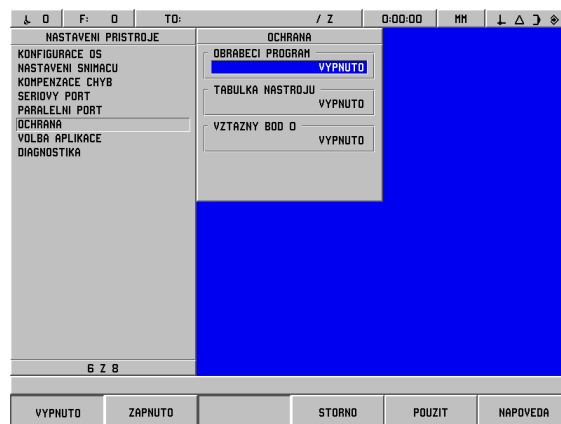 0 F: 0 T0: / Z 0:00:00 MM
NASTAVENI PRISTROJE
KONFIGURACE OS
NASTAVENI SNIMACU
KOMPENZACE CHYB
SERIOVY PORT
PARALELNI PORT
OCHRANA
VOLBA APLIKACE
DIAGNOSTIKA
6 Z 8
OCHRANA
OBRABECI PROGRAM
VYPNUTO
TABULKA NASTROJU
VYPNUTO
VZTAZNY BOD 0
VYPNUTO
VYPNUTO ZAPNUTO STORNO POUZIT NAPOVEDA